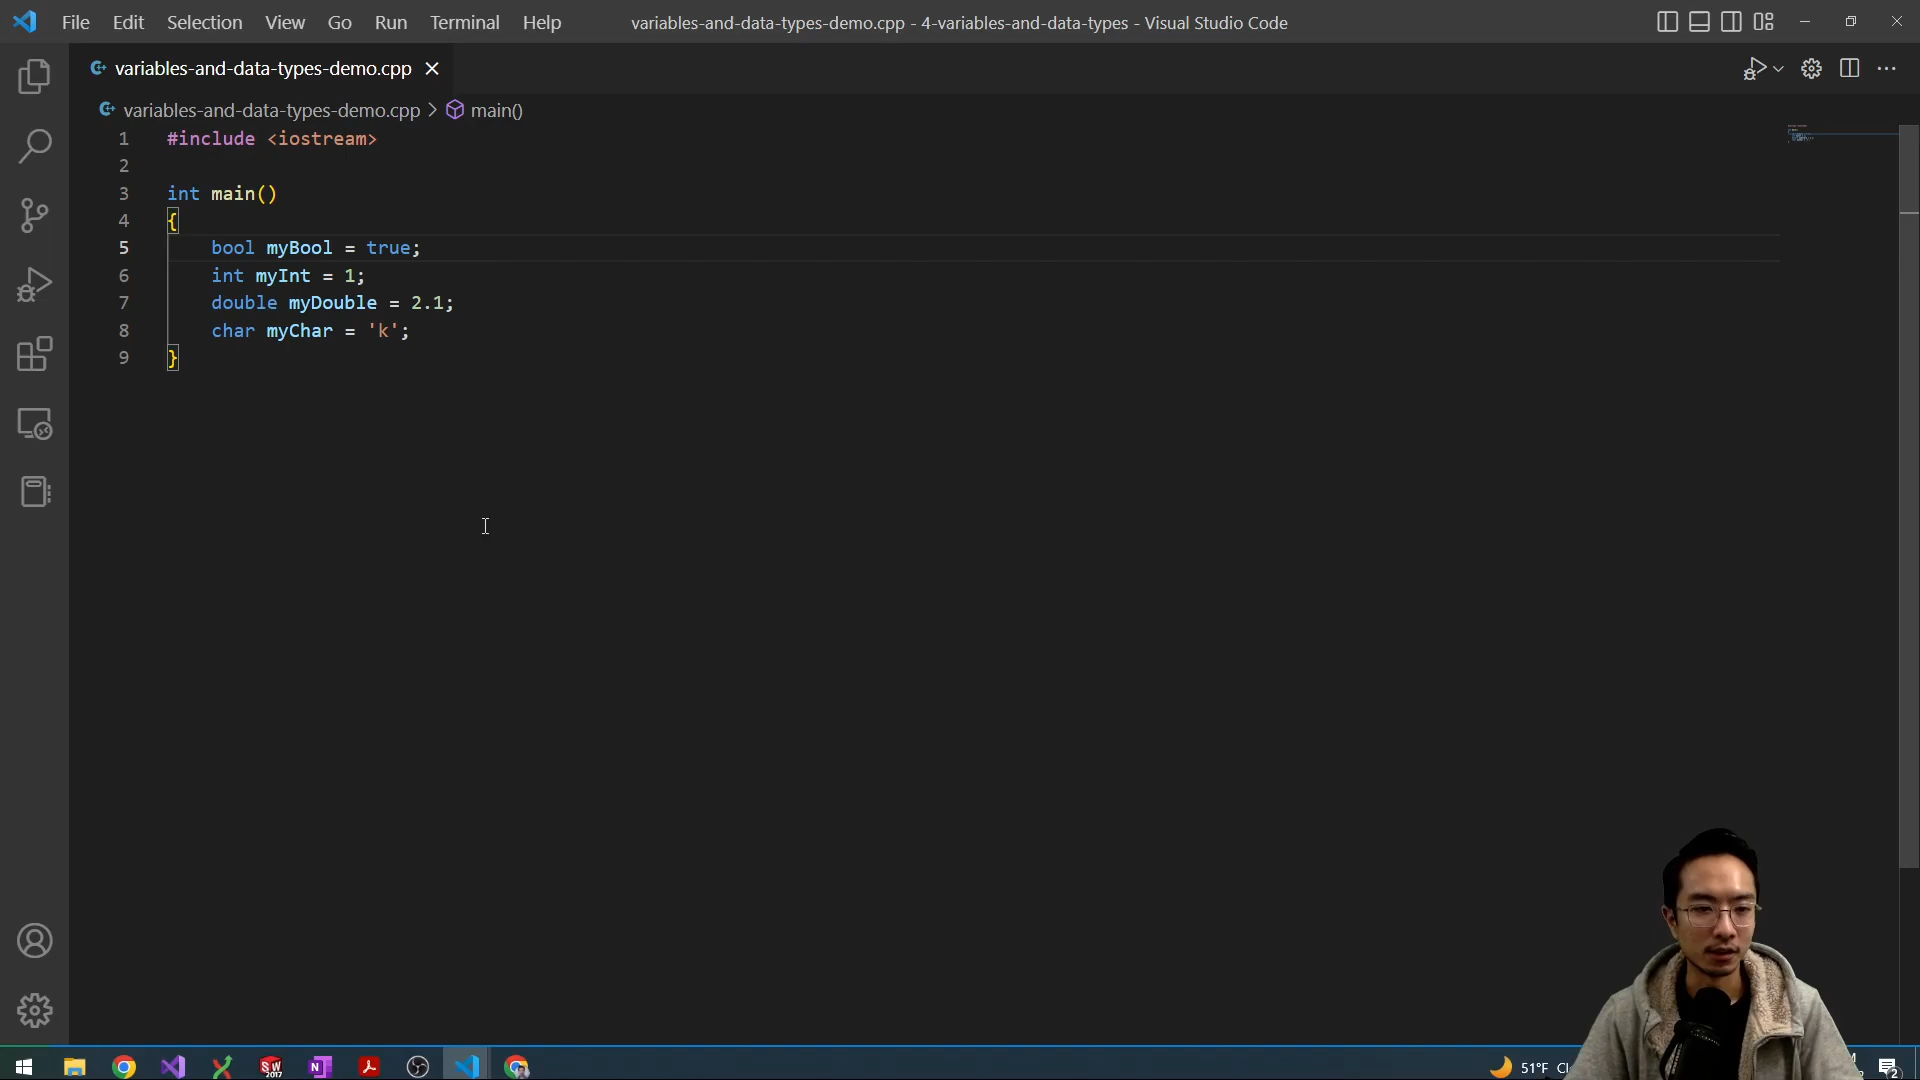 File Edit Selection View Go Run Terminal Help variables-and-data-types-demo.cpp - 4-variables-and-data-types - Visual Studio Code
variables-and-data-types-demo.cpp
variables-and-data-types-demo.cpp > main()
1 #include <iostream>
2
3 int main()
4 {
5 bool myBool = true;
6 int myInt = 1;
7 double myDouble = 2.1;
8 char myChar = 'k';
9 }
SW 2017 N 51°F 2